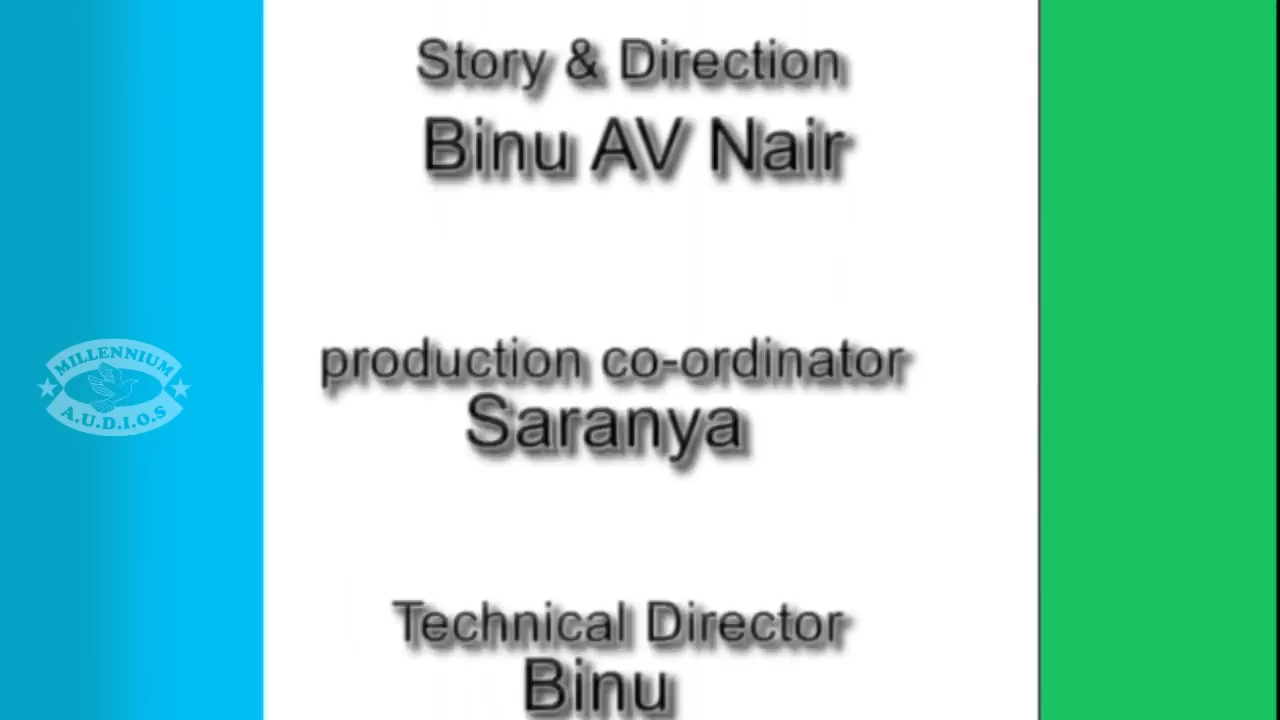 Story & Direction
Binu AV Nair
production co-ordinator
Saranya
Technical Director
Binu
MILLENNIUM
A.U.D.I.O.S